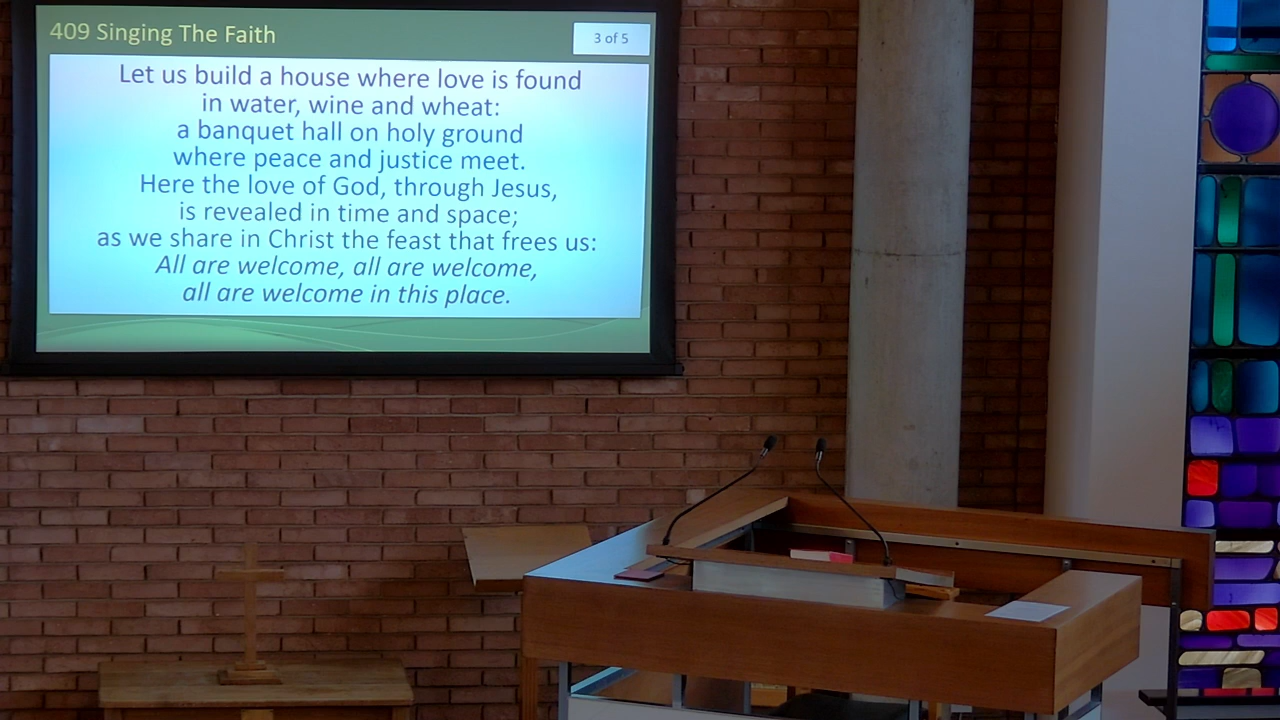 409 Singing The Faith
3 of 5
Let us build a house where love is found
in water, wine and wheat:
a banquet hall on holy ground
where peace and justice meet.
Here the love of God, through Jesus,
is revealed in time and space;
as we share in Christ the feast that frees us:
All are welcome, all are welcome,
all are welcome in this place.